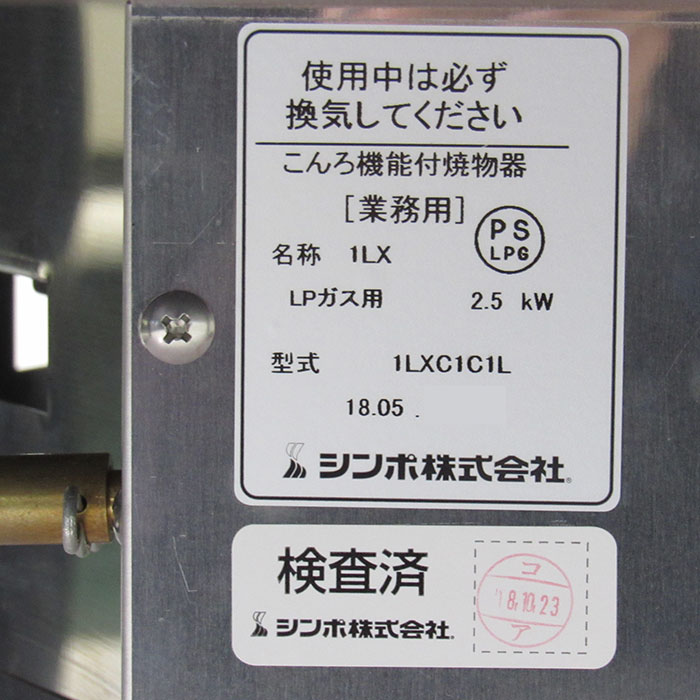 使用中は必ず
換気してください
こんろ機能付焼物器
[業務用]
PS
LPG
名称 1LX
LPガス用 2.5 kW
型式 1LXC1C1L
18.05 .
シンポ株式会社
検査済
シンポ株式会社
コ
18.10.23
ア